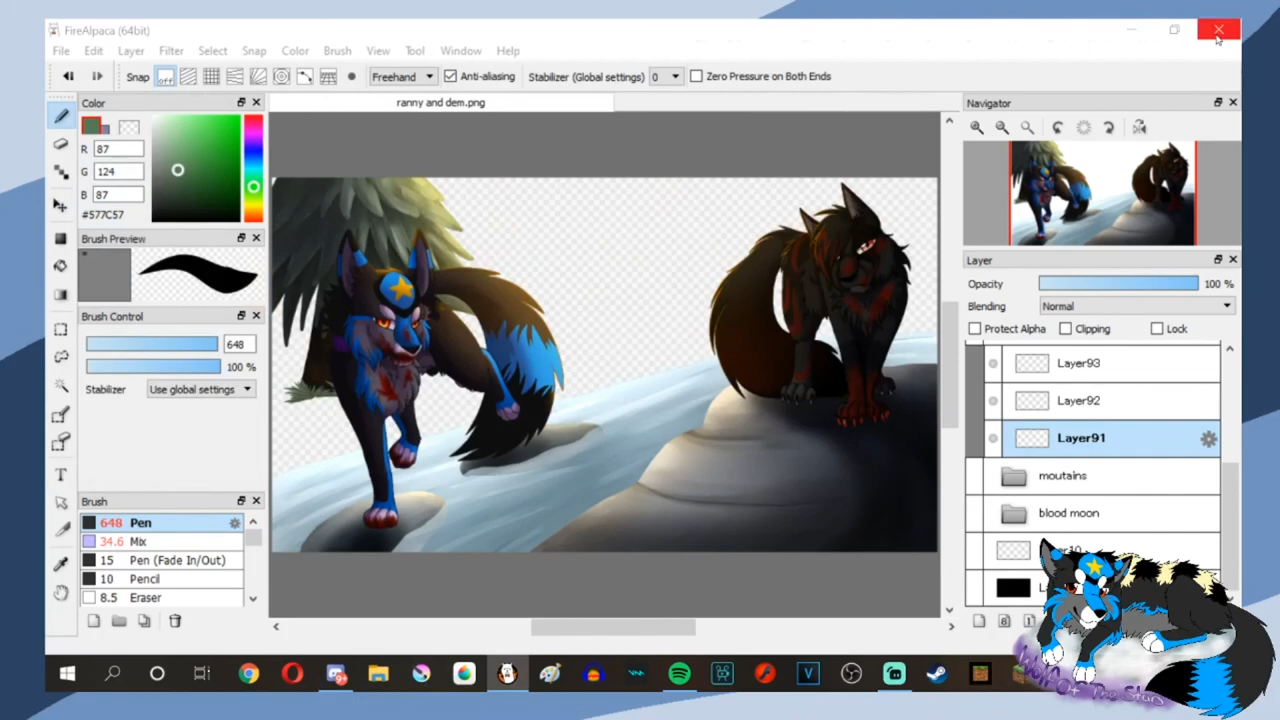 FireAlpaca (64bit)
File Edit Layer Filter Select Snap Color Brush View Tool Window Help
Snap off Freehand Anti-aliasing Stabilizer (Global settings) 0 Zero Pressure on Both Ends
Color
R 87
G 124
B 87
#577C57
Brush Preview
Brush Control
648
100 %
Stabilizer Use global settings
Brush
648 Pen
34.6 Mix
15 Pen (Fade In/Out)
10 Pencil
8.5 Eraser
ranny and dem.png
Navigator
Layer
Opacity 100 %
Blending Normal
Protect Alpha Clipping Lock
Layer93
Layer92
Layer91
moutains
blood moon
The Stars